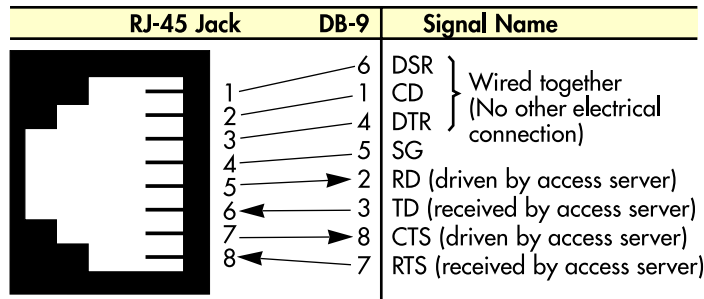 RJ-45 Jack DB-9 Signal Name
1 6 DSR
2 1 CD
3 4 DTR
Wired together
(No other electrical
connection)
4 5 SG
5 2 RD (driven by access server)
6 3 TD (received by access server)
7 8 CTS (driven by access server)
8 7 RTS (received by access server)